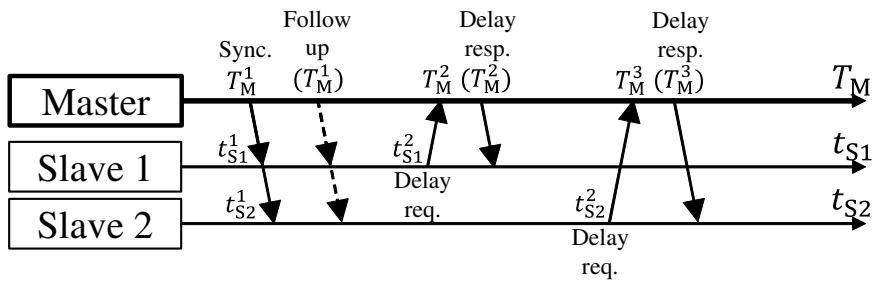 Follow Delay Delay
Sync. up resp. resp.
T_M^1 (T_M^1) T_M^2 (T_M^2) T_M^3 (T_M^3) T_M
Master
t_S1^1 t_S1^2 t_S1
Slave 1
Delay
req.
t_S2^1 t_S2^2 t_S2
Slave 2
Delay
req.